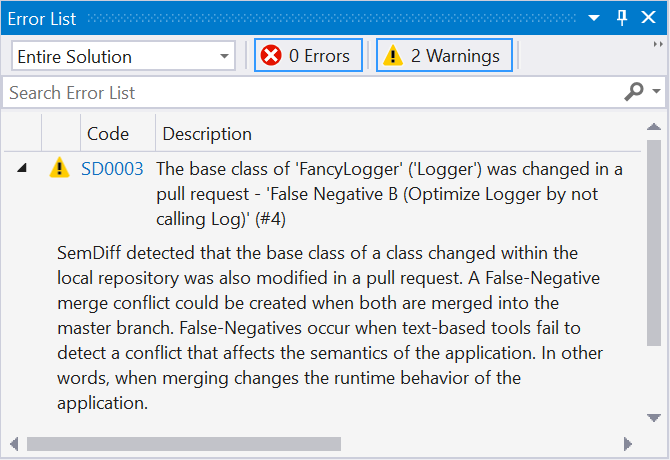 Error List
Entire Solution
0 Errors
2 Warnings
Search Error List
Code
Description
SD0003
The base class of 'FancyLogger' ('Logger') was changed in a
pull request - 'False Negative B (Optimize Logger by not
calling Log)' (#4)
SemDiff detected that the base class of a class changed within the
local repository was also modified in a pull request. A False-Negative
merge conflict could be created when both are merged into the
master branch. False-Negatives occur when text-based tools fail to
detect a conflict that affects the semantics of the application. In other
words, when merging changes the runtime behavior of the
application.